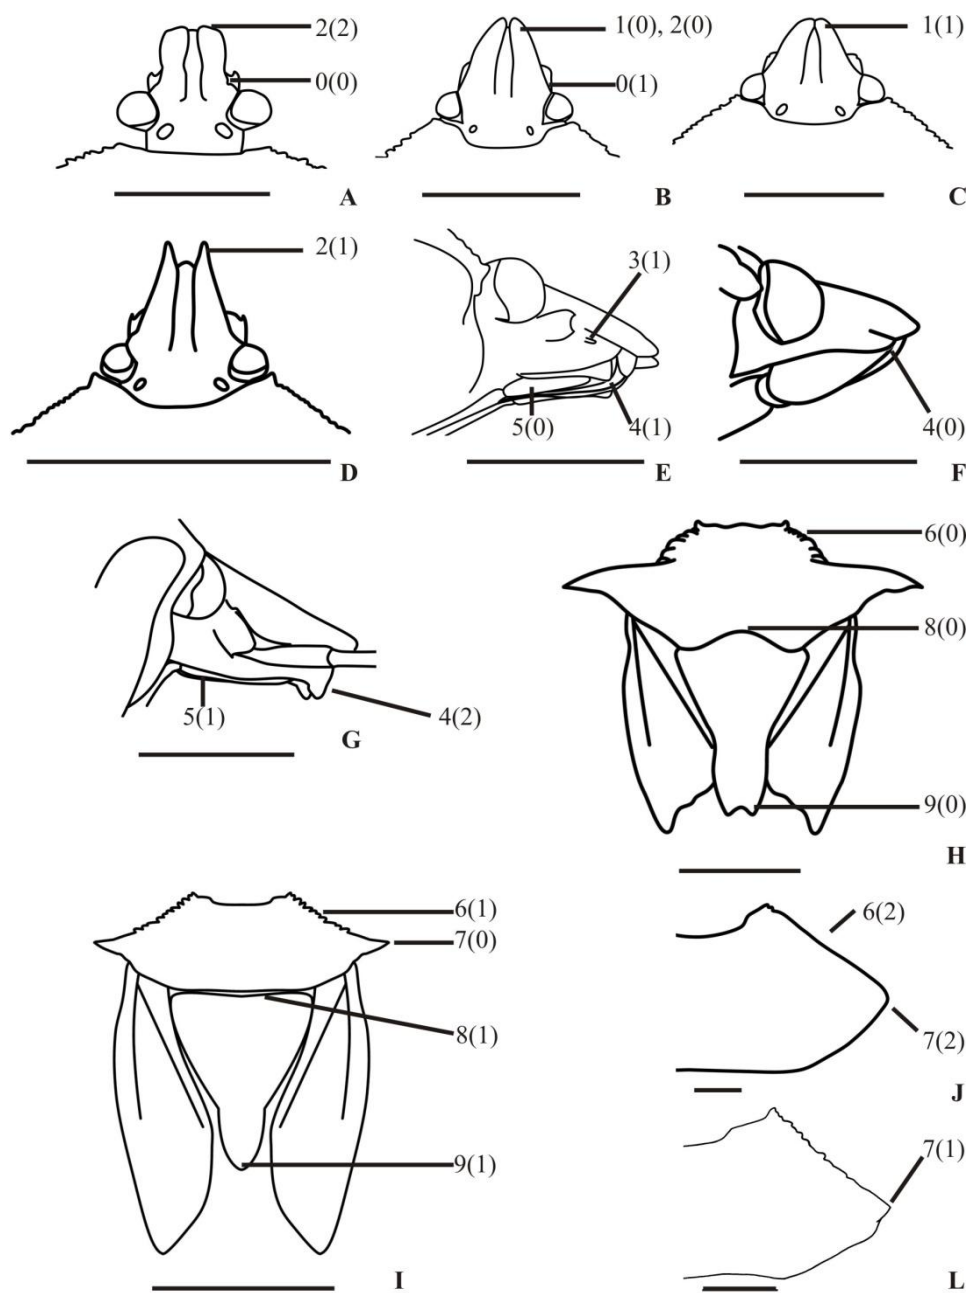 2(2)
0(0)
A
1(0), 2(0)
0(1)
B
1(1)
C
2(1)
D
3(1)
5(0)
4(1)
E
4(0)
F
5(1)
4(2)
G
6(0)
8(0)
9(0)
H
6(1)
7(0)
8(1)
9(1)
I
6(2)
7(2)
J
7(1)
L